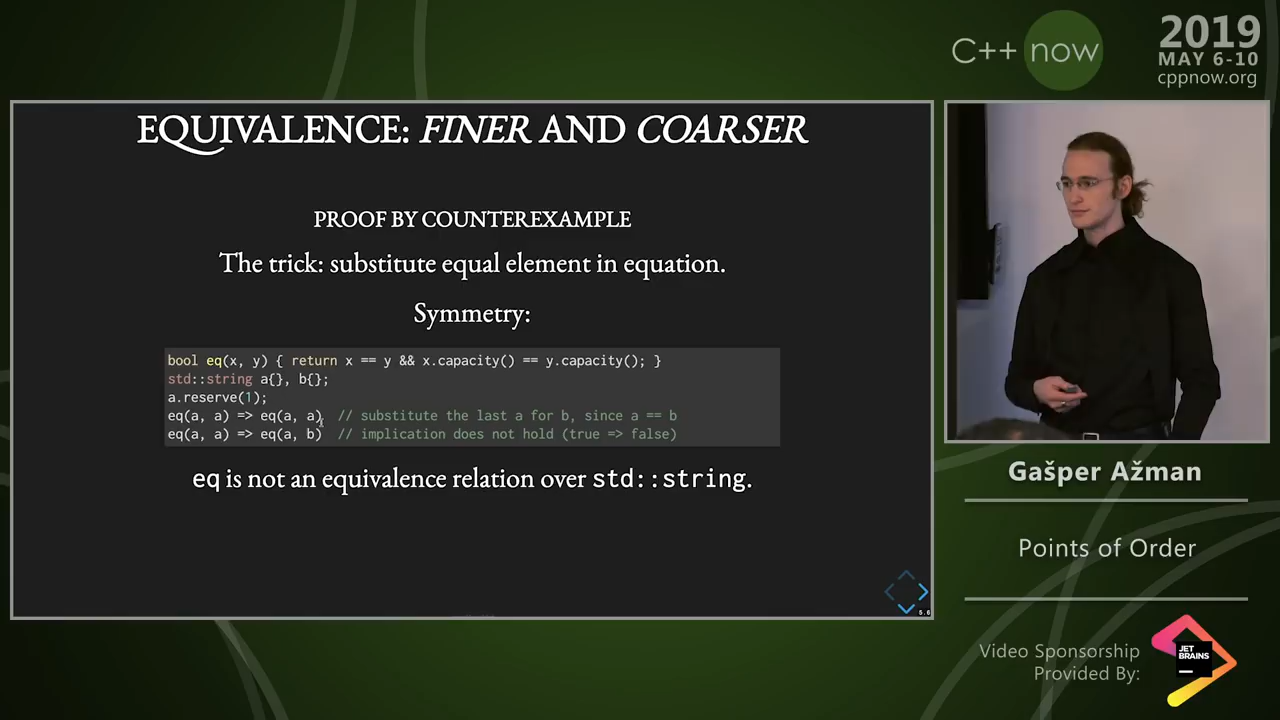 C++ now
2019
MAY 6-10
cppnow.org
EQUIVALENCE: FINER AND COARSER
PROOF BY COUNTEREXAMPLE
The trick: substitute equal element in equation.
Symmetry:
bool eq(x, y) { return x == y && x.capacity() == y.capacity(); }
std::string a{}, b{};
a.reserve(1);
eq(a, a) => eq(a, a) // substitute the last a for b, since a == b
eq(a, a) => eq(a, b) // implication does not hold (true => false)
eq is not an equivalence relation over std::string.
5.6
Gašper Ažman
Points of Order
Video Sponsorship
Provided By:
JET
BRAINS